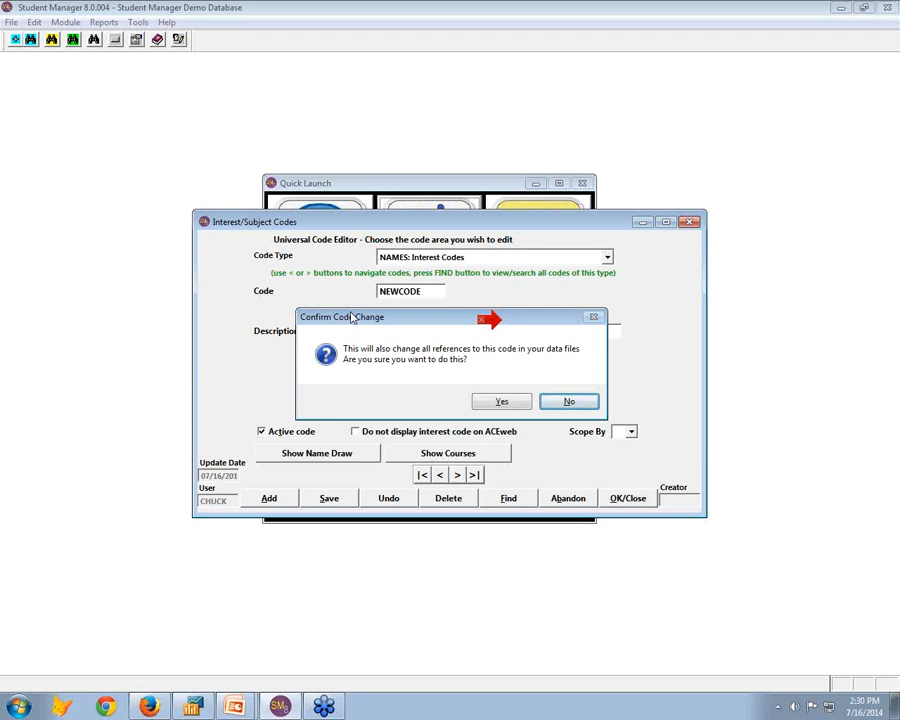 Student Manager 8.0.004 - Student Manager Demo Database
File Edit Module Reports Tools Help
Quick Launch
Interest/Subject Codes
Universal Code Editor - Choose the code area you wish to edit
Code Type NAMES: Interest Codes
(use < or > buttons to navigate codes, press FIND button to view/search all codes of this type)
Code NEWCODE
Confirm Code Change
Description
This will also change all references to this code in your data files
Are you sure you want to do this?
Yes No
Active code Do not display interest code on ACEweb Scope By
Show Name Draw Show Courses
|< < > >|
Update Date
07/16/201
User
CHUCK
Add Save Undo Delete Find Abandon OK/Close
Creator
SM8
2:30 PM
7/16/2014